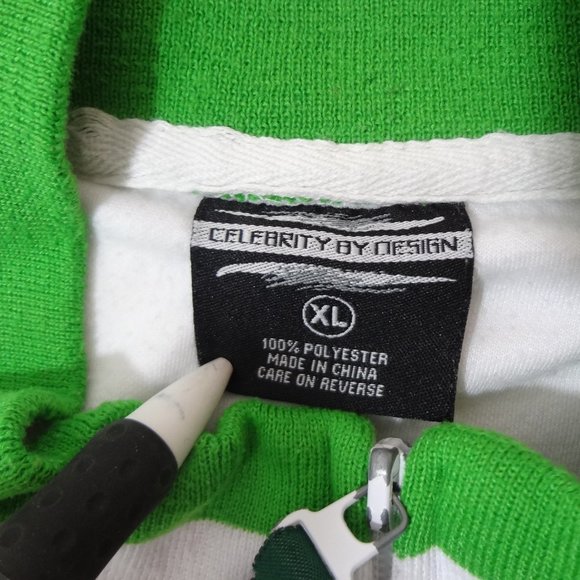 CELEBRITY BY DESIGN
XL
100% POLYESTER
MADE IN CHINA
CARE ON REVERSE